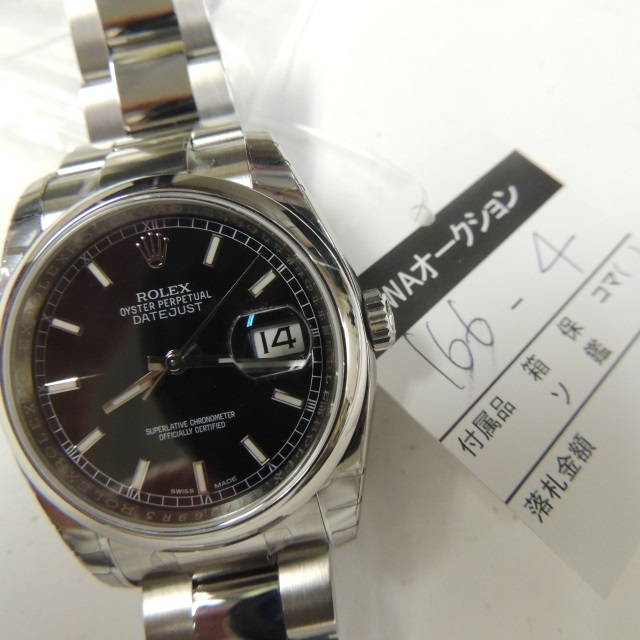 ROLEX
OYSTER PERPETUAL
DATEJUST
14
SUPERLATIVE CHRONOMETER
OFFICIALLY CERTIFIED
SWISS MADE
NAオークション
166-4
付属品 箱 保 コマ( )
ソ 鑑
落札金額